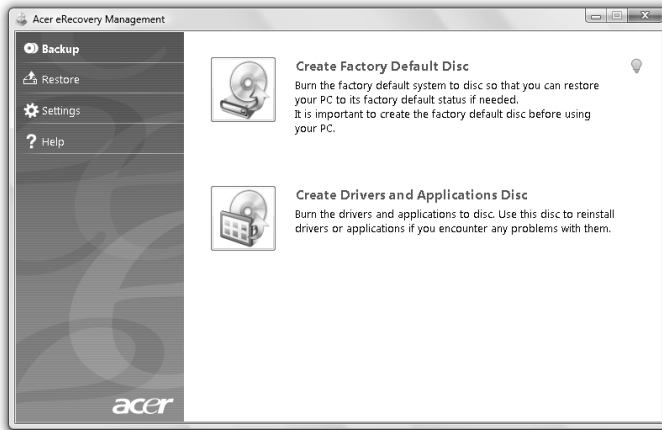 Acer eRecovery Management
Backup
Restore
Settings
? Help
Create Factory Default Disc
Burn the factory default system to disc so that you can restore
your PC to its factory default status if needed.
It is important to create the factory default disc before using
your PC.
Create Drivers and Applications Disc
Burn the drivers and applications to disc. Use this disc to reinstall
drivers or applications if you encounter any problems with them.
acer